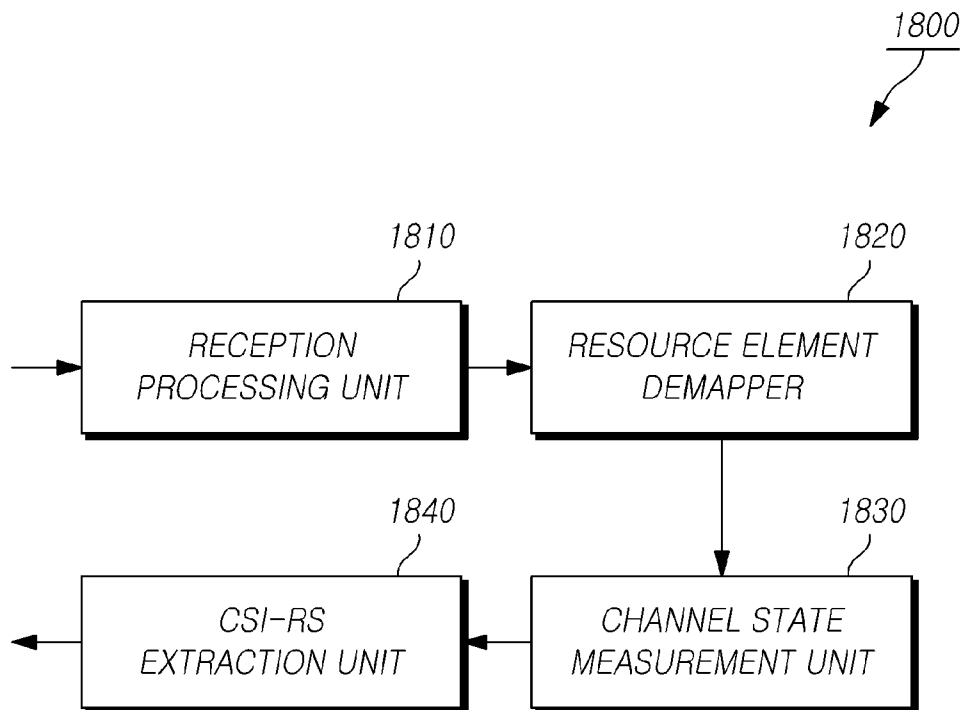 1800
1810
1820
RECEPTION
PROCESSING UNIT
RESOURCE ELEMENT
DEMAPPER
1840
1830
CSI-RS
EXTRACTION UNIT
CHANNEL STATE
MEASUREMENT UNIT